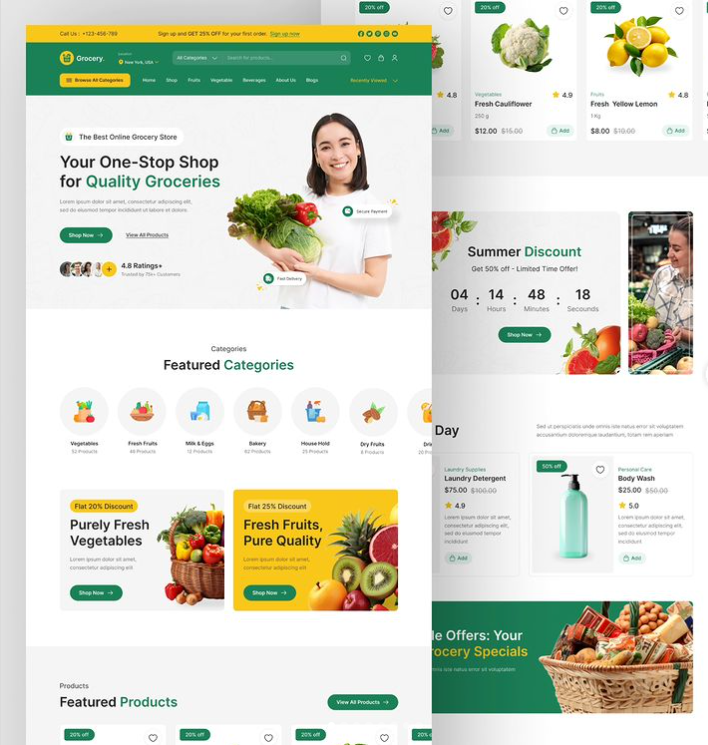 Call Us : +123-456-789
Sign up and GET 25% OFF for your first order. Sign up now
Grocery.
Location
New York, USA
All Categories
Search for products...
Browse All Categories
Home
Shop
Fruits
Vegetable
Beverages
About Us
Blogs
Recently Viewed
The Best Online Grocery Store
Your One-Stop Shop
for Quality Groceries
Lorem ipsum dolor sit amet, consectetur adipiscing elit,
sed do eiusmod tempor incididunt ut labore et dolore.
Shop Now
View All Products
4.8 Ratings+
Trusted by 75k+ Customers
Secure Payment
Fast Delivery
Categories
Featured Categories
Vegetables
Fresh Fruits
Milk & Eggs
Bakery
House Hold
Dry Fruits
12 Products
25 Products
Flat 20% Discount
Purely Fresh
Vegetables
Lorem ipsum dolor sit amet,
consectetur adipiscing elit
Shop Now
Flat 25% Discount
Fresh Fruits,
Pure Quality
Lorem ipsum dolor sit amet,
consectetur adipiscing elit
Shop Now
Products
Featured Products
View All Products
20% off
20% off
20% off
20% off
20% off
20% off
4.8
Add
Vegetables
4.9
Fresh Cauliflower
250 g
$12.00 $15.00
Add
Fruits
4.8
Fresh Yellow Lemon
1 Kg
$8.00 $10.00
Add
Summer Discount
Get 50% off - Limited Time Offer!
04 : 14 : 48 : 18
Days Hours Minutes Secounds
Shop Now
Day
Sed ut perspiciatis unde omnis iste natus error sit voluptatem
accusantium doloremque laudantium, totam rem aperiam
Laundry Supplies
Laundry Detergent
$75.00 $100.00
4.9
Lorem ipsum dolor sit amet,
consectetur adipiscing elit,
sed do eiusmod tempor
incididunt
Add
50% off
Personal Care
Body Wash
$25.00 $50.00
5.0
Lorem ipsum dolor sit amet,
consectetur adipiscing elit,
sed do eiusmod tempor
incididunt
Add
le Offers: Your
rocery Specials
iste natus error sit voluptatem